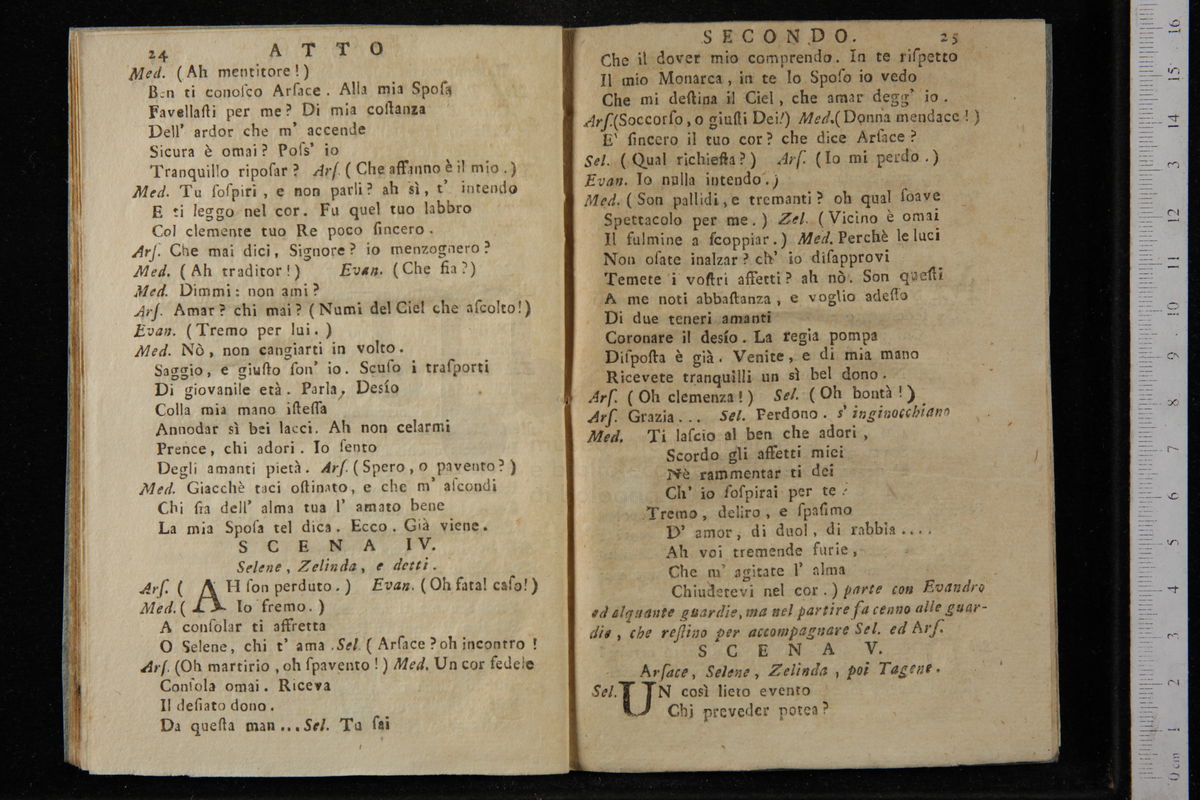 24 ATTO
Med. (Ah mentitore!)
Ben ti conoſco Arſace. Alla mia Spoſa
Favellaſti per me? Di mia coſtanza
Dell' ardor che m' accende
Sicura è omai? Poſs' io
Tranquillo ripoſar? Arſ. (Che affanno è il mio.)
Med. Tu ſoſpiri, e non parli? ah sì, t' intendo
E ti leggo nel cor. Fu quel tuo labbro
Col clemente tuo Re poco ſincero.
Arſ. Che mai dici, Signore? io menzognero?
Med. (Ah traditor!) Evan. (Che ſia?)
Med. Dimmi: non ami?
Arſ. Amar? chi mai? (Numi del Ciel che aſcolto!)
Evan. (Tremo per lui.)
Med. Nò, non cangiarti in volto.
Saggio, e giuſto ſon' io. Scuſo i traſporti
Di giovanile età. Parla, Desío
Colla mia mano iſteſſa
Annodar sì bei lacci. Ah non celarmi
Prence, chi adori. Io ſento
Degli amanti pietà. Arſ. (Spero, o pavento?)
Med. Giacchè taci oſtinato, e che m' aſcondi
Chi ſia dell' alma tua l' amato bene
La mia Spoſa tel dica. Ecco. Già viene.
SCENA IV.
Selene, Zelinda, e detti.
Arſ. (AH ſon perduto.) Evan. (Oh fatal caſo!)
Med. (Io fremo.)
A conſolar ti affretta
O Selene, chi t' ama. Sel (Arſace? oh incontro!
Arſ. (Oh martirio, oh ſpavento!) Med. Un cor fedele
Conſola omai. Riceva
Il deſiato dono.
Da queſta man... Sel. Tu ſai
SECONDO. 25
Che il dover mio comprendo. In te riſpetto
Il mio Monarca, in te lo Spoſo io vedo
Che mi deſtina il Ciel, che amar degg' io.
Arſ.(Soccorſo, o giuſti Dei!) Med.(Donna mendace!)
E' ſincero il tuo cor? che dice Arſace?
Sel. (Qual richieſta?) Arſ. (Io mi perdo.)
Evan. Io nulla intendo.)
Med. (Son pallidi, e tremanti? oh qual ſoave
Spettacolo per me.) Zel. (Vicino è omai
Il fulmine a ſcoppiar.) Med. Perchè le luci
Non oſate inalzar? ch' io diſapprovi
Temete i voſtri affetti? ah nò. Son queſti
A me noti abbaſtanza, e voglio adeſſo
Di due teneri amanti
Coronare il desío. La regia pompa
Diſpoſta è già. Venite, e di mia mano
Ricevete tranquilli un sì bel dono.
Arſ. (Oh clemenza!) Sel. (Oh bontà!)
Arſ. Grazia... Sel. Perdono. s' inginocchiano
Med. Ti laſcio al ben che adori,
Scordo gli affetti miei
Nè rammentar ti dei
Ch' io ſoſpirai per te:
Tremo, deliro, e ſpaſimo
D' amor, di duol, di rabbia....
Ah voi tremende furie,
Che m' agitate l' alma
Chiudetevi nel cor.) parte con Evandro
ed alquante guardie, ma nel partire fa cenno alle guar-
die, che reſtino per accompagnare Sel. ed Arſ.
SCENA V.
Arſace, Selene, Zelinda, poi Tagene.
Sel. UN così lieto evento
Chi preveder potea?